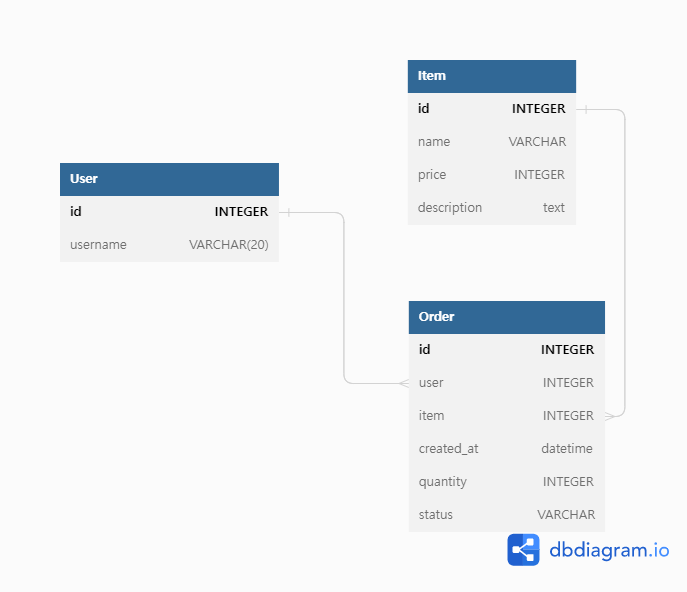 User
id INTEGER
username VARCHAR(20)
Item
id INTEGER
name VARCHAR
price INTEGER
description text
Order
id INTEGER
user INTEGER
item INTEGER
created_at datetime
quantity INTEGER
status VARCHAR
dbdiagram.io